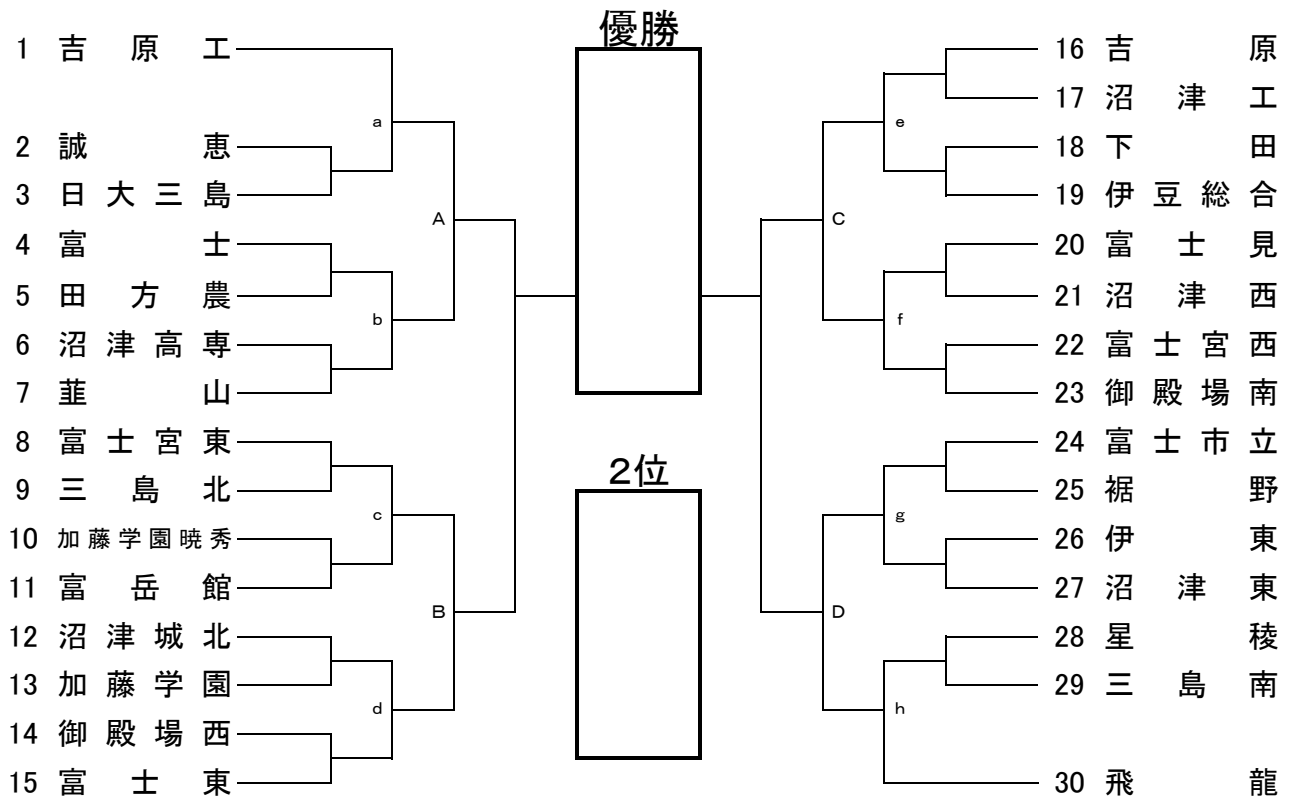 優勝
1 吉原工
2 誠恵
3 日大三島
4 富士
5 田方農
6 沼津高専
7 韮山
8 富士宮東
9 三島北
10 加藤学園暁秀
11 富岳館
12 沼津城北
13 加藤学園
14 御殿場西
15 富士東
a
b
c
d
A
B
2位
C
D
e
f
g
h
16 吉原
17 沼津工
18 下田
19 伊豆総合
20 富士見
21 沼津西
22 富士宮西
23 御殿場南
24 富士市立
25 裾野
26 伊東
27 沼津東
28 星稜
29 三島南
30 飛龍